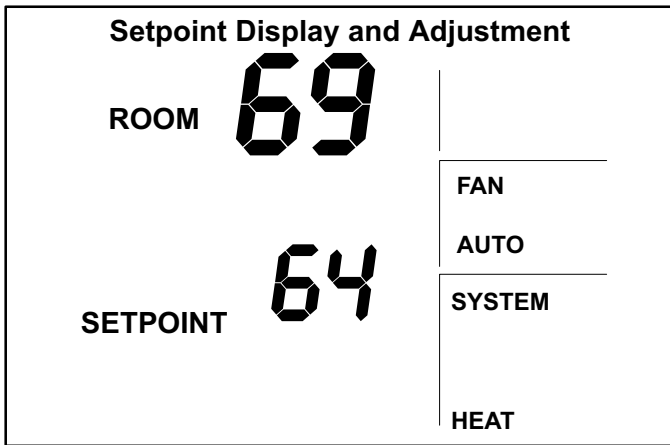 Setpoint Display and Adjustment
ROOM 69
FAN
AUTO
SETPOINT 64
SYSTEM
HEAT